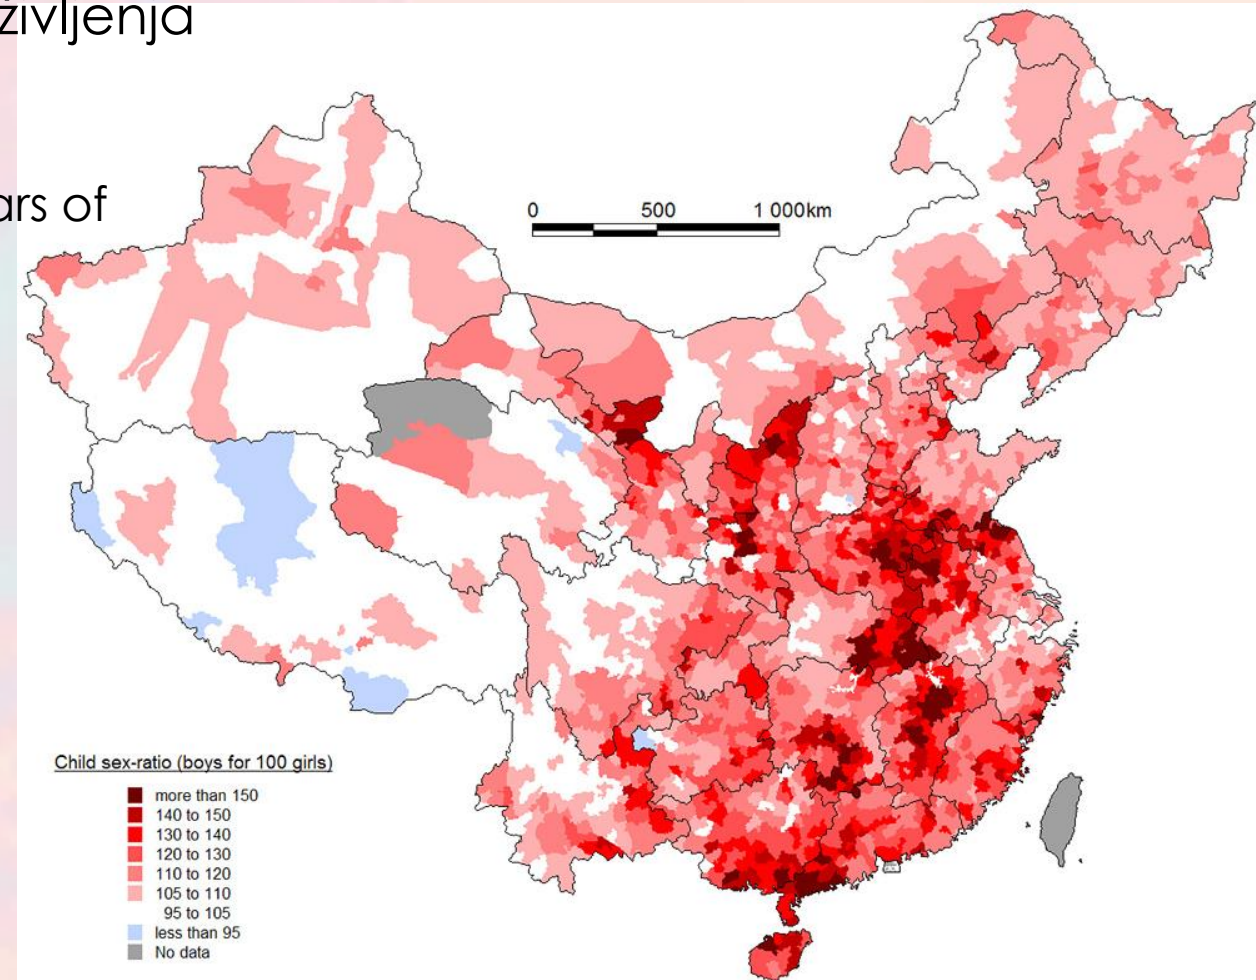 življenja
ars of
0 500 1 000km
Child sex-ratio (boys for 100 girls)
more than 150
140 to 150
130 to 140
120 to 130
110 to 120
105 to 110
95 to 105
less than 95
No data